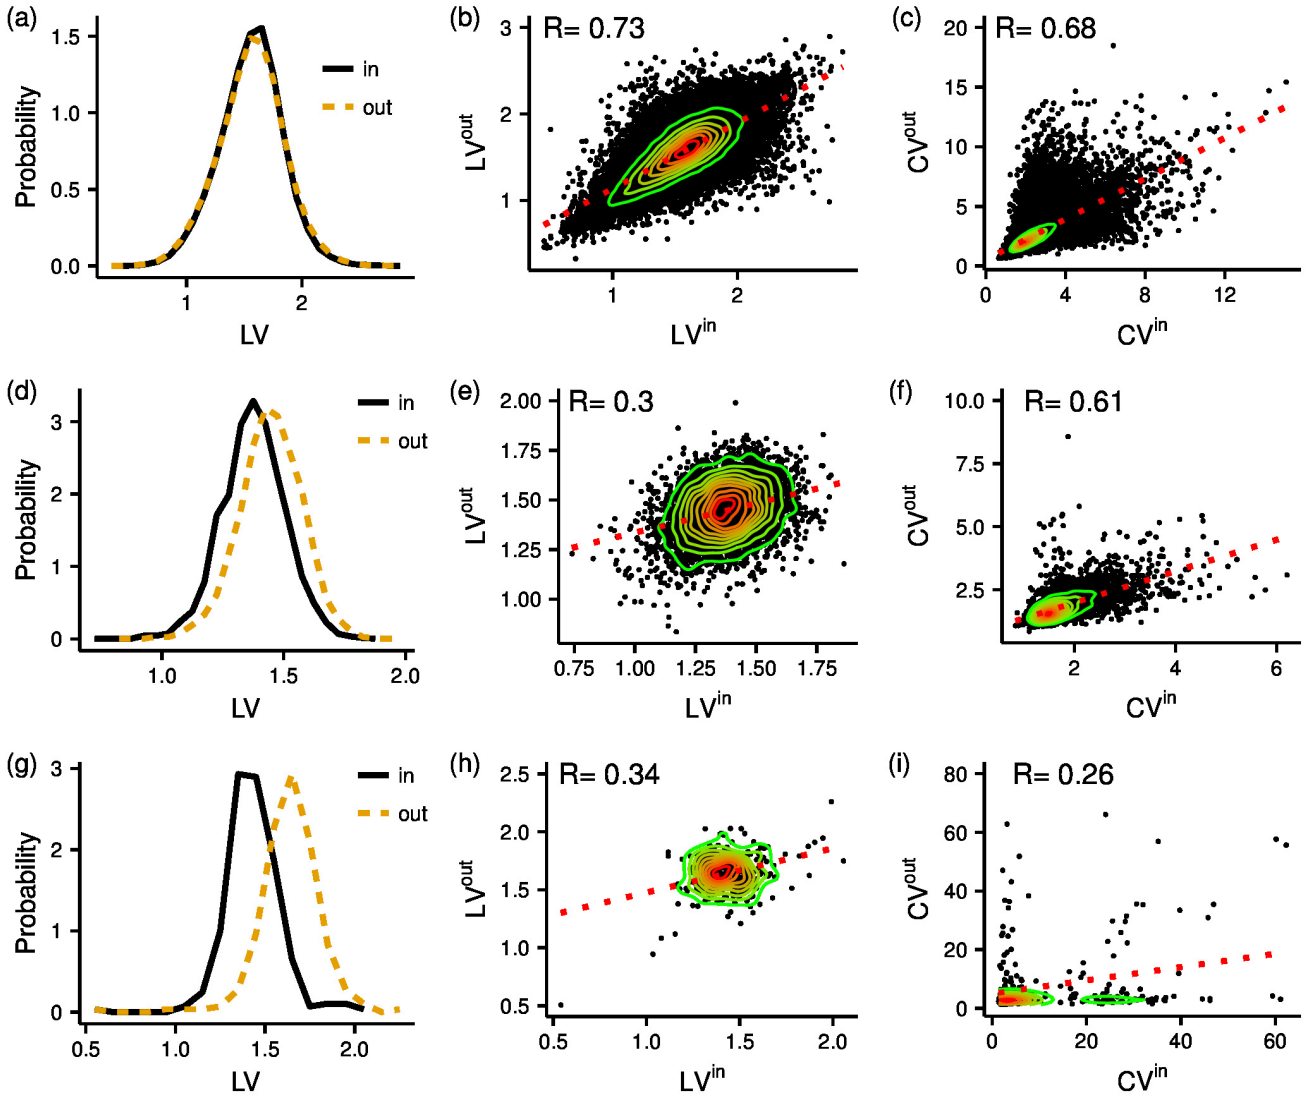 (a)
1.5
1.0
0.5
0.0
Probability
in
out
1 2
LV
(b)
R= 0.73
3
2
1
LV^out
1 2
LV^in
(c)
R= 0.68
20
15
10
5
0
CV^out
0 4 8 12
CV^in
(d)
3
2
1
0
Probability
in
out
1.0 1.5 2.0
LV
(e)
R= 0.3
2.00
1.75
1.50
1.25
1.00
LV^out
0.75 1.00 1.25 1.50 1.75
LV^in
(f)
R= 0.61
10.0
7.5
5.0
2.5
CV^out
2 4 6
CV^in
(g)
3
2
1
0
Probability
in
out
0.5 1.0 1.5 2.0
LV
(h)
R= 0.34
2.5
2.0
1.5
1.0
0.5
LV^out
0.5 1.0 1.5 2.0
LV^in
(i)
R= 0.26
80
60
40
20
0
CV^out
0 20 40 60
CV^in